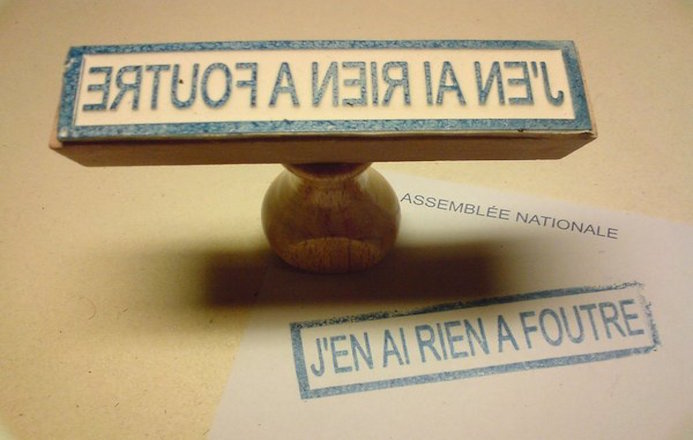 J'EN AI RIEN A FOUTRE
ASSEMBLÉE NATIONALE
J'EN AI RIEN A FOUTRE